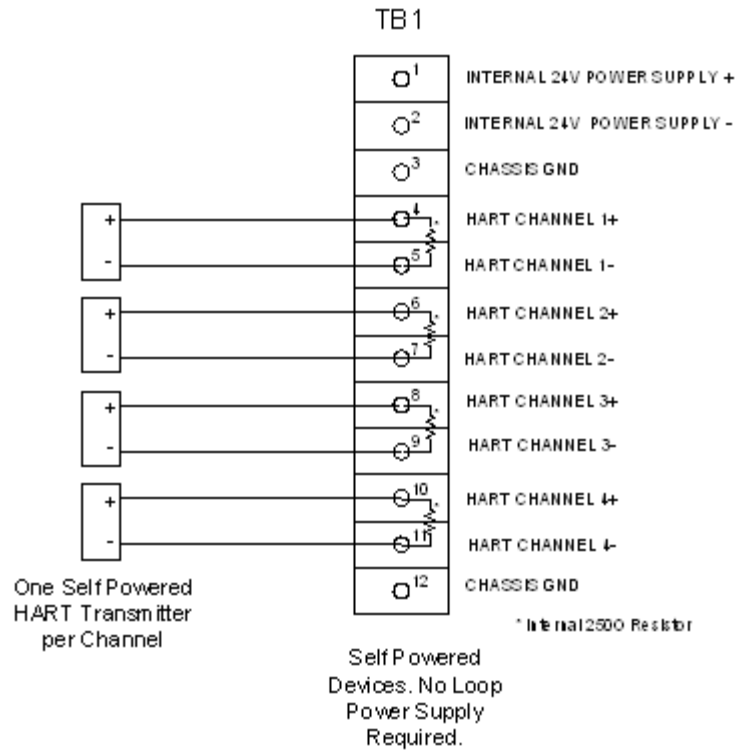 TB1
1 INTERNAL 24V POWER SUPPLY +
2 INTERNAL 24V POWER SUPPLY -
3 CHASSIS GND
+ 4 HART CHANNEL 1+
*
- 5 HART CHANNEL 1-
+ 6 HART CHANNEL 2+
*
- 7 HART CHANNEL 2-
+ 8 HART CHANNEL 3+
*
- 9 HART CHANNEL 3-
+ 10 HART CHANNEL 4+
*
- 11 HART CHANNEL 4-
12 CHASSIS GND
* Internal 250O Resistor
One Self Powered
HART Transmitter
per Channel
Self Powered
Devices. No Loop
Power Supply
Required.